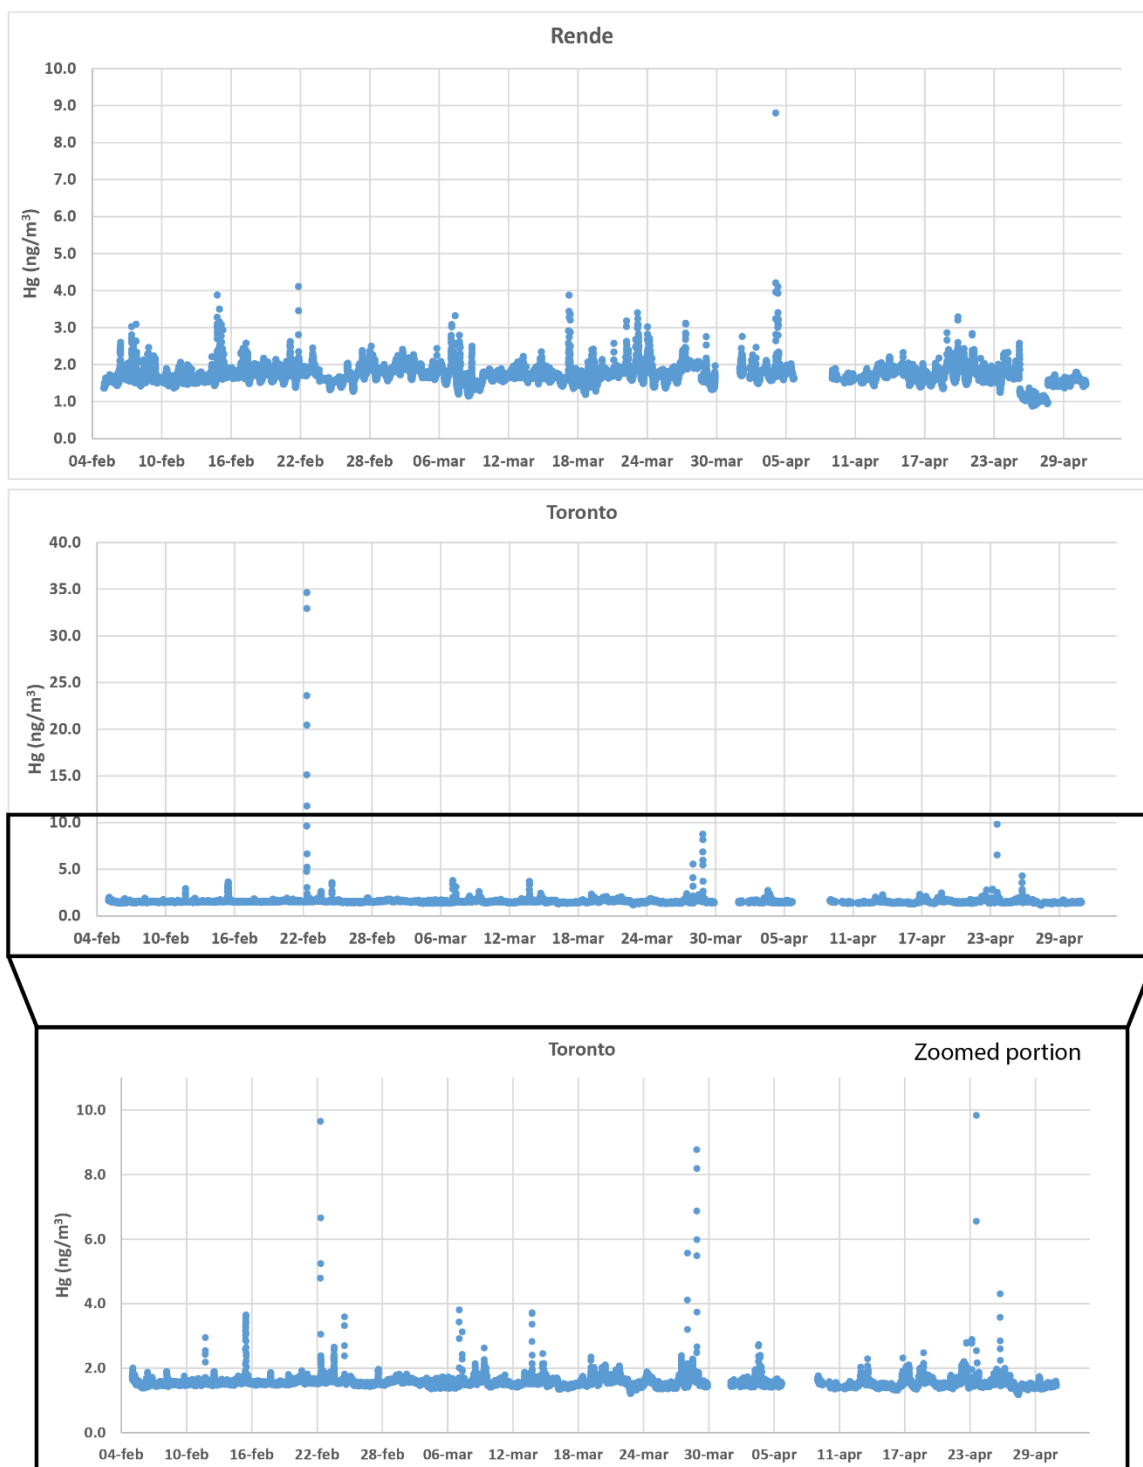 Rende
10.0
9.0
8.0
7.0
6.0
5.0
4.0
3.0
2.0
1.0
0.0
Hg (ng/m³)
04-feb 10-feb 16-feb 22-feb 28-feb 06-mar 12-mar 18-mar 24-mar 30-mar 05-apr 11-apr 17-apr 23-apr 29-apr
Toronto
40.0
35.0
30.0
25.0
20.0
15.0
10.0
5.0
0.0
Hg (ng/m³)
04-feb 10-feb 16-feb 22-feb 28-feb 06-mar 12-mar 18-mar 24-mar 30-mar 05-apr 11-apr 17-apr 23-apr 29-apr
Toronto
Zoomed portion
10.0
8.0
6.0
4.0
2.0
0.0
Hg (ng/m³)
04-feb 10-feb 16-feb 22-feb 28-feb 06-mar 12-mar 18-mar 24-mar 30-mar 05-apr 11-apr 17-apr 23-apr 29-apr